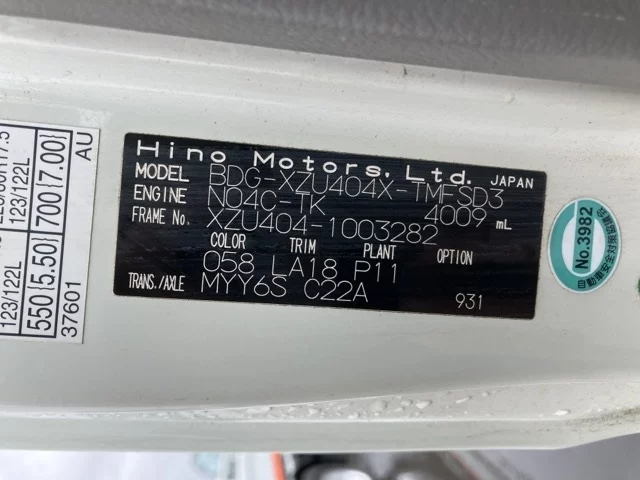 Hino Motors, Ltd. JAPAN
MODEL BDG-XZU404X-TMFSD3
ENGINE N04C-TK 4009 mL
FRAME No. XZU404-1003282
COLOR TRIM PLANT OPTION
058 LA18 P11
TRANS./AXLE MYY6S C22A
931
No.3982
123/122L 123/122L
550[5.50] 700[7.00]
37601 AU